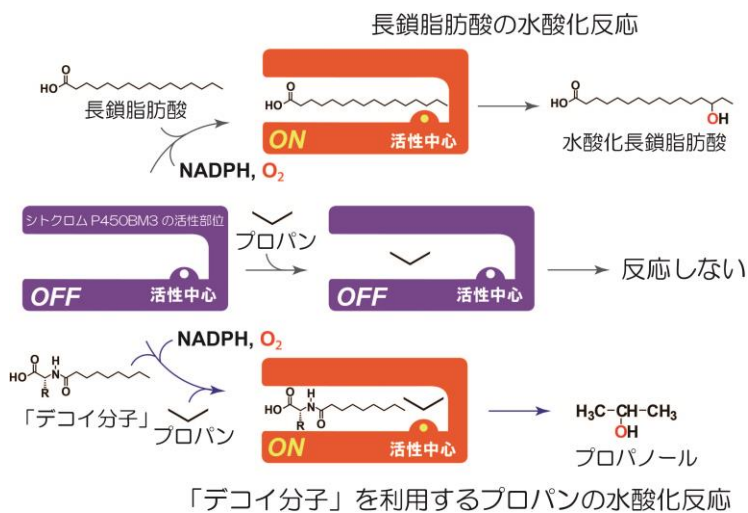 長鎖脂肪酸の水酸化反応
O
HO
長鎖脂肪酸
NADPH, O₂
O
HO
ON 活性中心
O
HO
OH
水酸化長鎖脂肪酸
シトクロムP450BM3の活性部位
OFF 活性中心
プロパン
OFF 活性中心
反応しない
NADPH, O₂
O
HO
H
N
R
O
「デコイ分子」
プロパン
O
HO
H
N
R
O
ON 活性中心
H₃C-CH-CH₃
OH
プロパノール
「デコイ分子」を利用するプロパンの水酸化反応